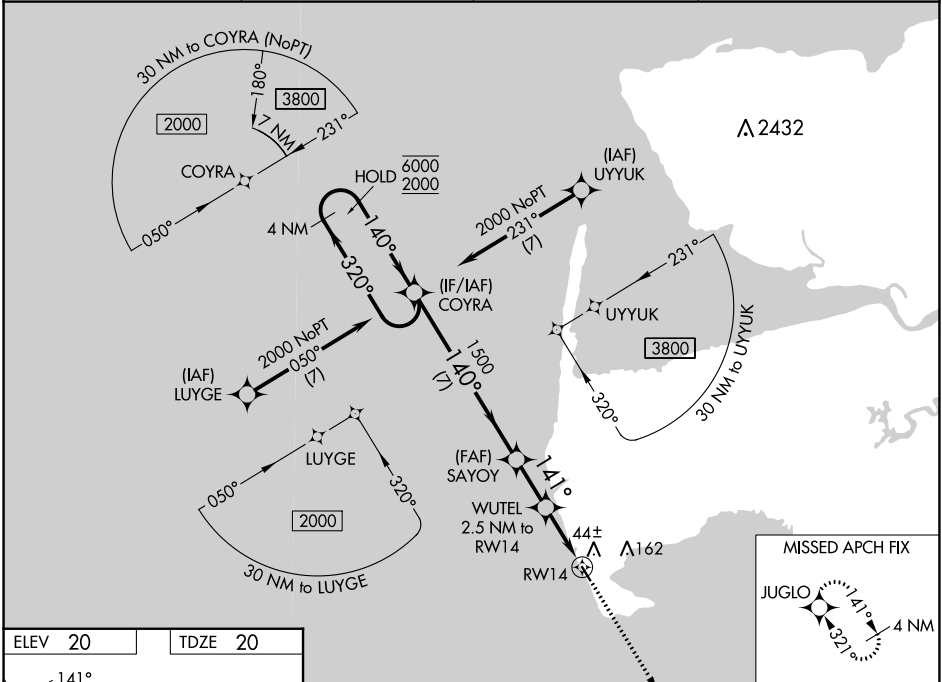 30 NM to COYRA (NoPT)
180°
3800
2000
7 NM
231°
COYRA
050°
HOLD 6000
2000
4 NM
140°
320°
(IF/IAF)
COYRA
(IAF)
UYYUK
2000 NoPT
231°
(7)
2432
231°
UYYUK
3800
320°
30 NM to UYYUK
2000 NoPT
050°
(7)
(IAF)
LUYGE
1500
140°
(7)
LUYGE
050°
320°
2000
30 NM to LUYGE
(FAF)
SAYOY
141°
WUTEL
2.5 NM to
RW14
44±
162
RW14
MISSED APCH FIX
JUGLO
141°
321°
4 NM
ELEV 20
TDZE 20
141°